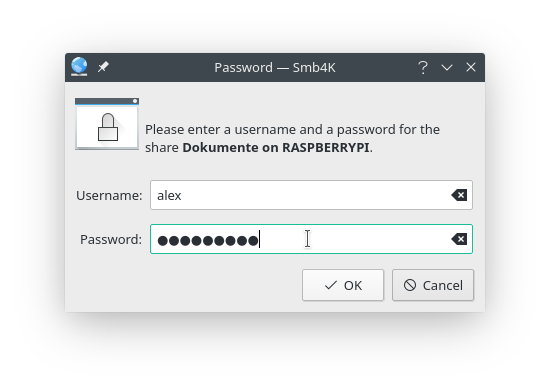 Password — Smb4K
Please enter a username and a password for the
share Dokumente on RASPBERRYPI.
Username: alex
Password: ●●●●●●●●●
OK Cancel